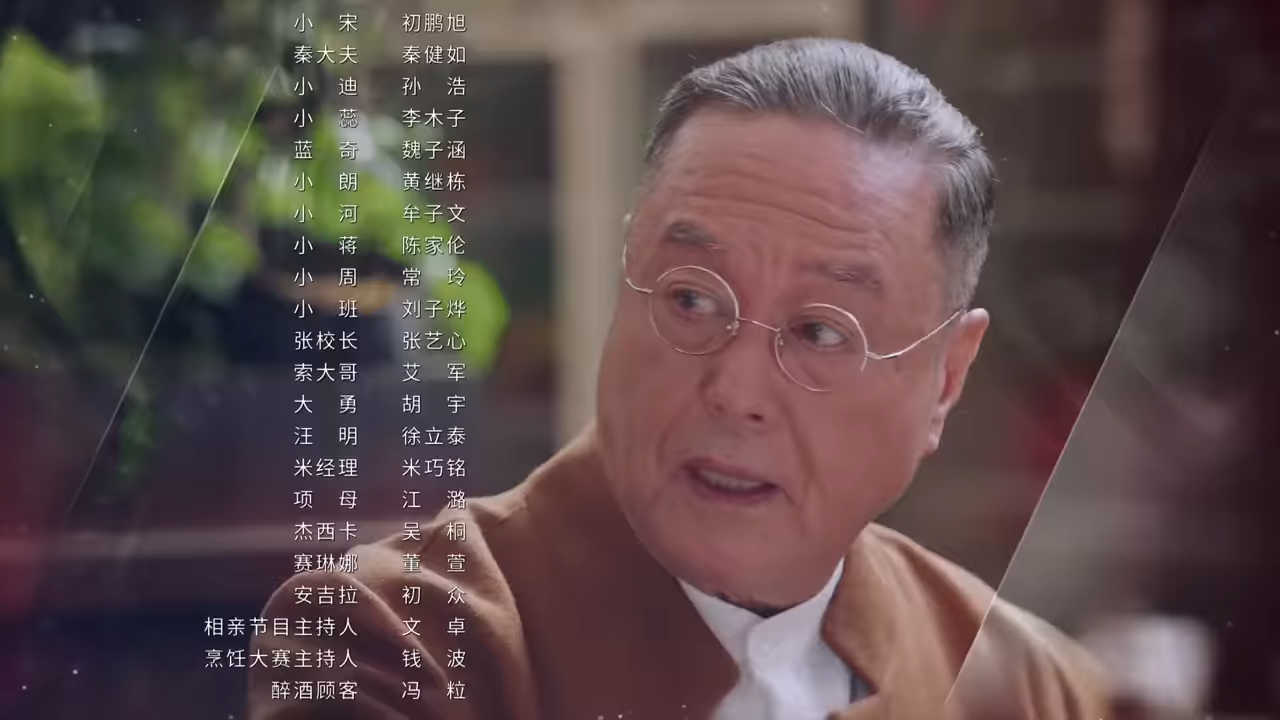 小 宋 初鹏旭
秦大夫 秦健如
小 迪 孙 浩
小 蕊 李木子
蓝 奇 魏子涵
小 朗 黄继栋
小 河 牟子文
小 蒋 陈家伦
小 周 常 玲
小 班 刘子烨
张校长 张艺心
索大哥 艾 军
大 勇 胡 宇
汪 明 徐立泰
米经理 米巧铭
项 母 江 潞
杰西卡 吴 桐
赛琳娜 董 萱
安吉拉 初 众
相亲节目主持人 文 卓
烹饪大赛主持人 钱 波
醉酒顾客 冯 粒